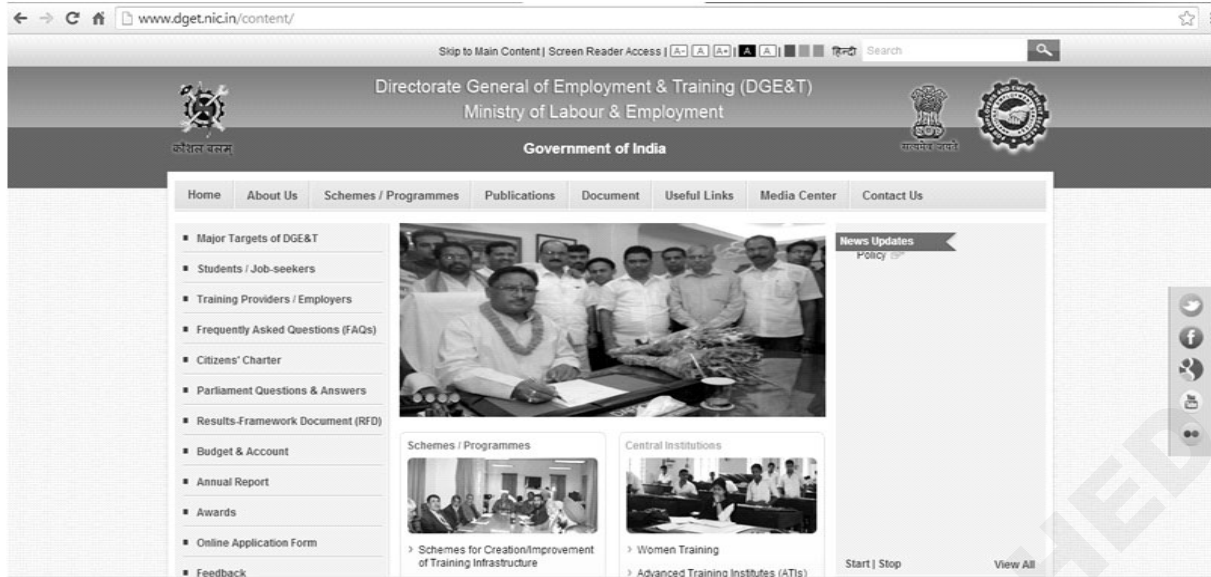 www.dget.nic.in/content/
Skip to Main Content | Screen Reader Access | A- A A+ | A A | हिन्दी Search
Directorate General of Employment & Training (DGE&T)
Ministry of Labour & Employment
Government of India
कौशल बलम्
सत्यमेव जयते
Home About Us Schemes / Programmes Publications Document Useful Links Media Center Contact Us
Major Targets of DGE&T
Students / Job-seekers
Training Providers / Employers
Frequently Asked Questions (FAQs)
Citizens' Charter
Parliament Questions & Answers
Results-Framework Document (RFD)
Budget & Account
Annual Report
Awards
Online Application Form
Feedback
Schemes / Programmes
> Schemes for Creation/Improvement
of Training Infrastructure
Central Institutions
> Women Training
> Advanced Training Institutes (ATIs)
News Updates
Policy
Start | Stop View All
HED